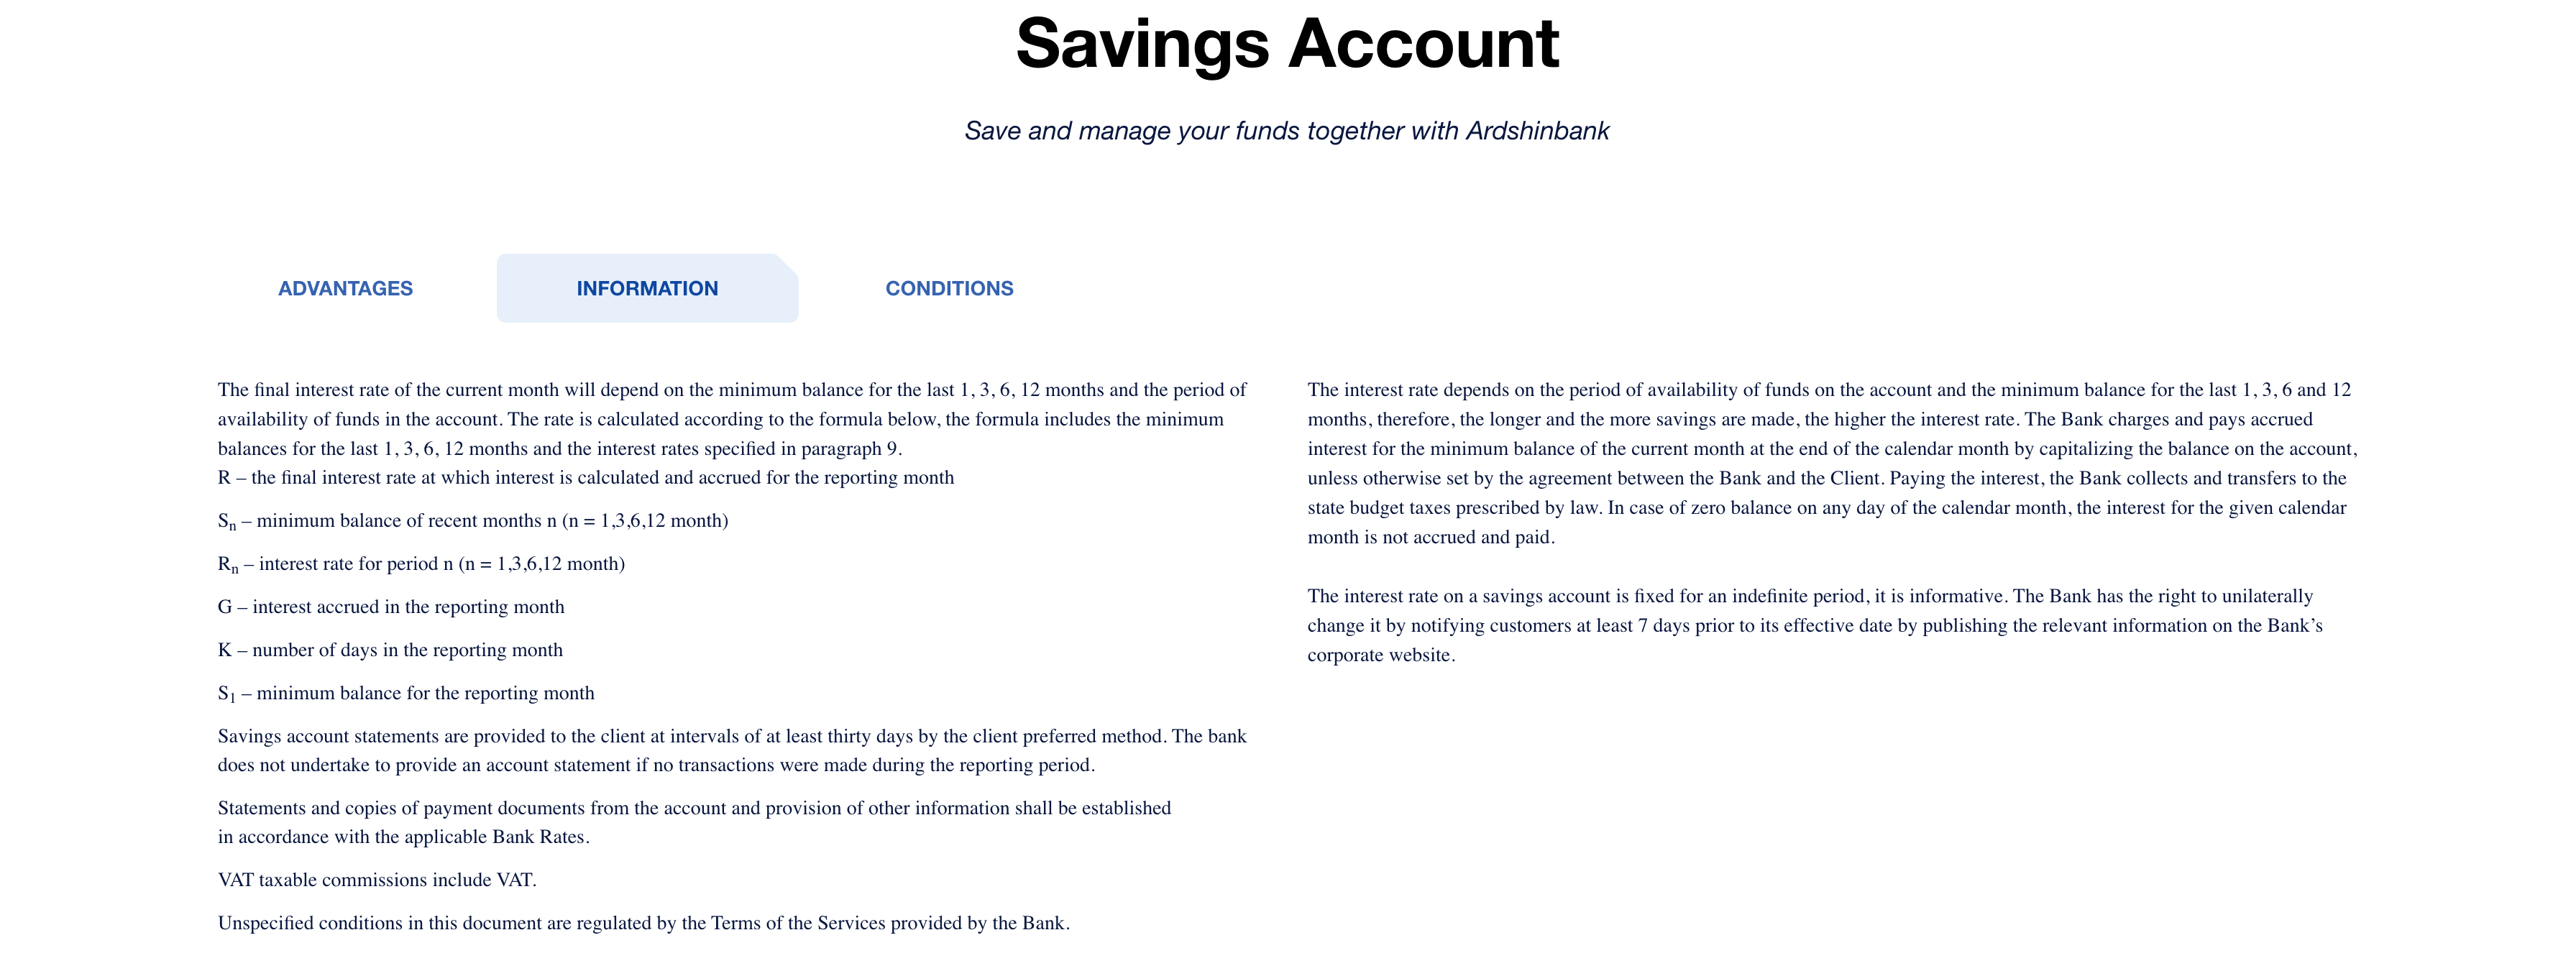 Savings Account
Save and manage your funds together with Ardshinbank
ADVANTAGES
INFORMATION
CONDITIONS
The final interest rate of the current month will depend on the minimum balance for the last 1, 3, 6, 12 months and the period of
availability of funds in the account. The rate is calculated according to the formula below, the formula includes the minimum
balances for the last 1, 3, 6, 12 months and the interest rates specified in paragraph 9.
R – the final interest rate at which interest is calculated and accrued for the reporting month
Sn – minimum balance of recent months n (n = 1,3,6,12 month)
Rn – interest rate for period n (n = 1,3,6,12 month)
G – interest accrued in the reporting month
K – number of days in the reporting month
S1 – minimum balance for the reporting month
Savings account statements are provided to the client at intervals of at least thirty days by the client preferred method. The bank
does not undertake to provide an account statement if no transactions were made during the reporting period.
Statements and copies of payment documents from the account and provision of other information shall be established
in accordance with the applicable Bank Rates.
VAT taxable commissions include VAT.
Unspecified conditions in this document are regulated by the Terms of the Services provided by the Bank.
The interest rate depends on the period of availability of funds on the account and the minimum balance for the last 1, 3, 6 and 12
months, therefore, the longer and the more savings are made, the higher the interest rate. The Bank charges and pays accrued
interest for the minimum balance of the current month at the end of the calendar month by capitalizing the balance on the account,
unless otherwise set by the agreement between the Bank and the Client. Paying the interest, the Bank collects and transfers to the
state budget taxes prescribed by law. In case of zero balance on any day of the calendar month, the interest for the given calendar
month is not accrued and paid.
The interest rate on a savings account is fixed for an indefinite period, it is informative. The Bank has the right to unilaterally
change it by notifying customers at least 7 days prior to its effective date by publishing the relevant information on the Bank’s
corporate website.